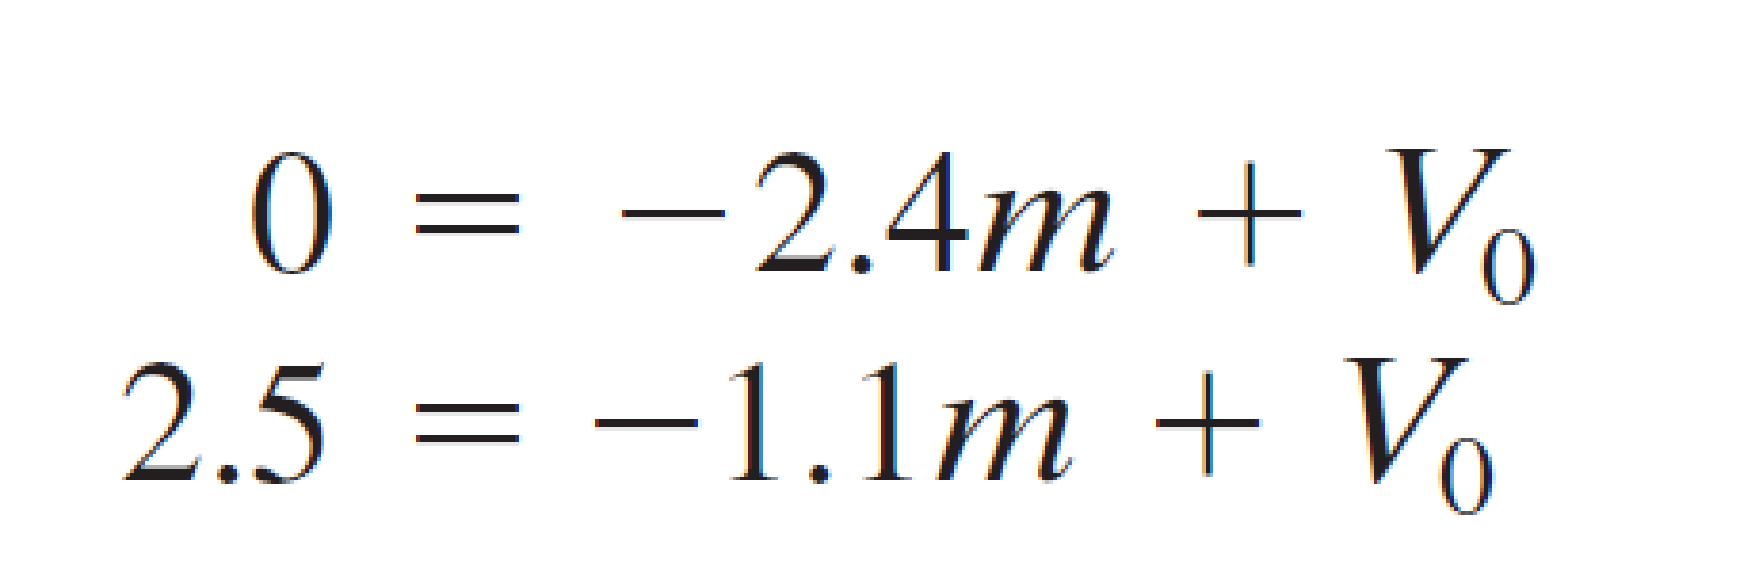 0 = −2.4m + V₀
2.5 = −1.1m + V₀